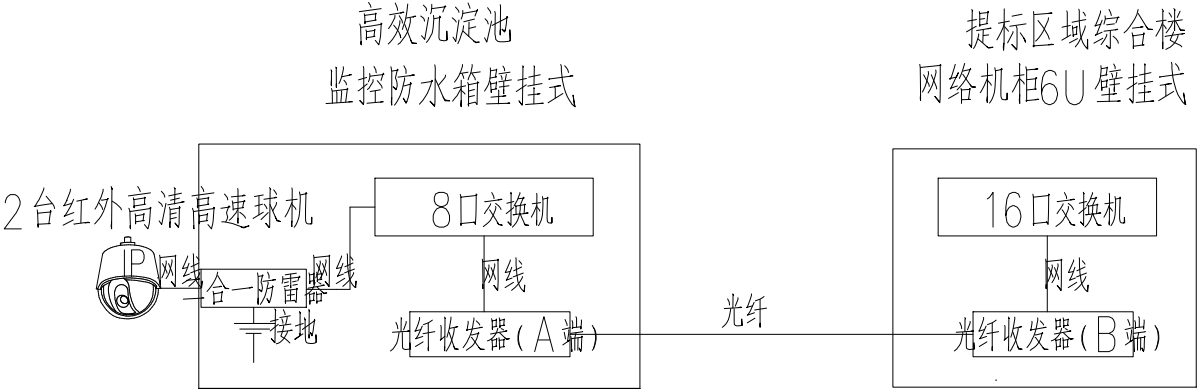 高效沉淀池
监控防水箱壁挂式
提标区域综合楼
网络机柜6U壁挂式
2台红外高清高速球机
8口交换机
16口交换机
P
网线
二合一防雷器
网线
网线
网线
接地
光纤收发器(A端)
光纤
光纤收发器(B端)